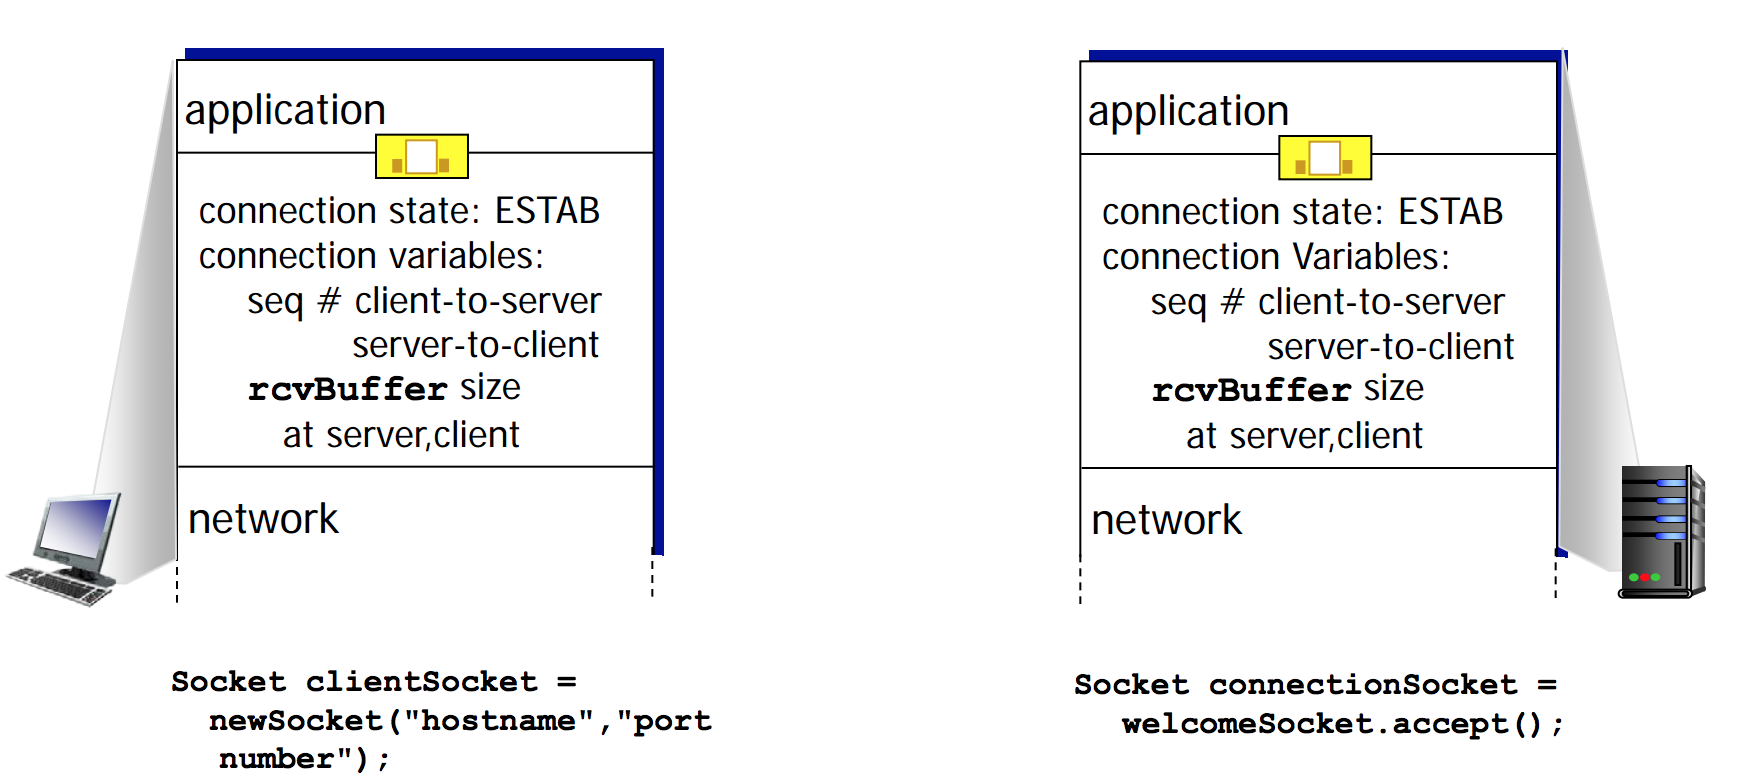 application
connection state: ESTAB
connection variables:
seq # client-to-server
server-to-client
rcvBuffer size
at server,client
network
Socket clientSocket =
newSocket("hostname","port
number");
application
connection state: ESTAB
connection Variables:
seq # client-to-server
server-to-client
rcvBuffer size
at server,client
network
Socket connectionSocket =
welcomeSocket.accept();